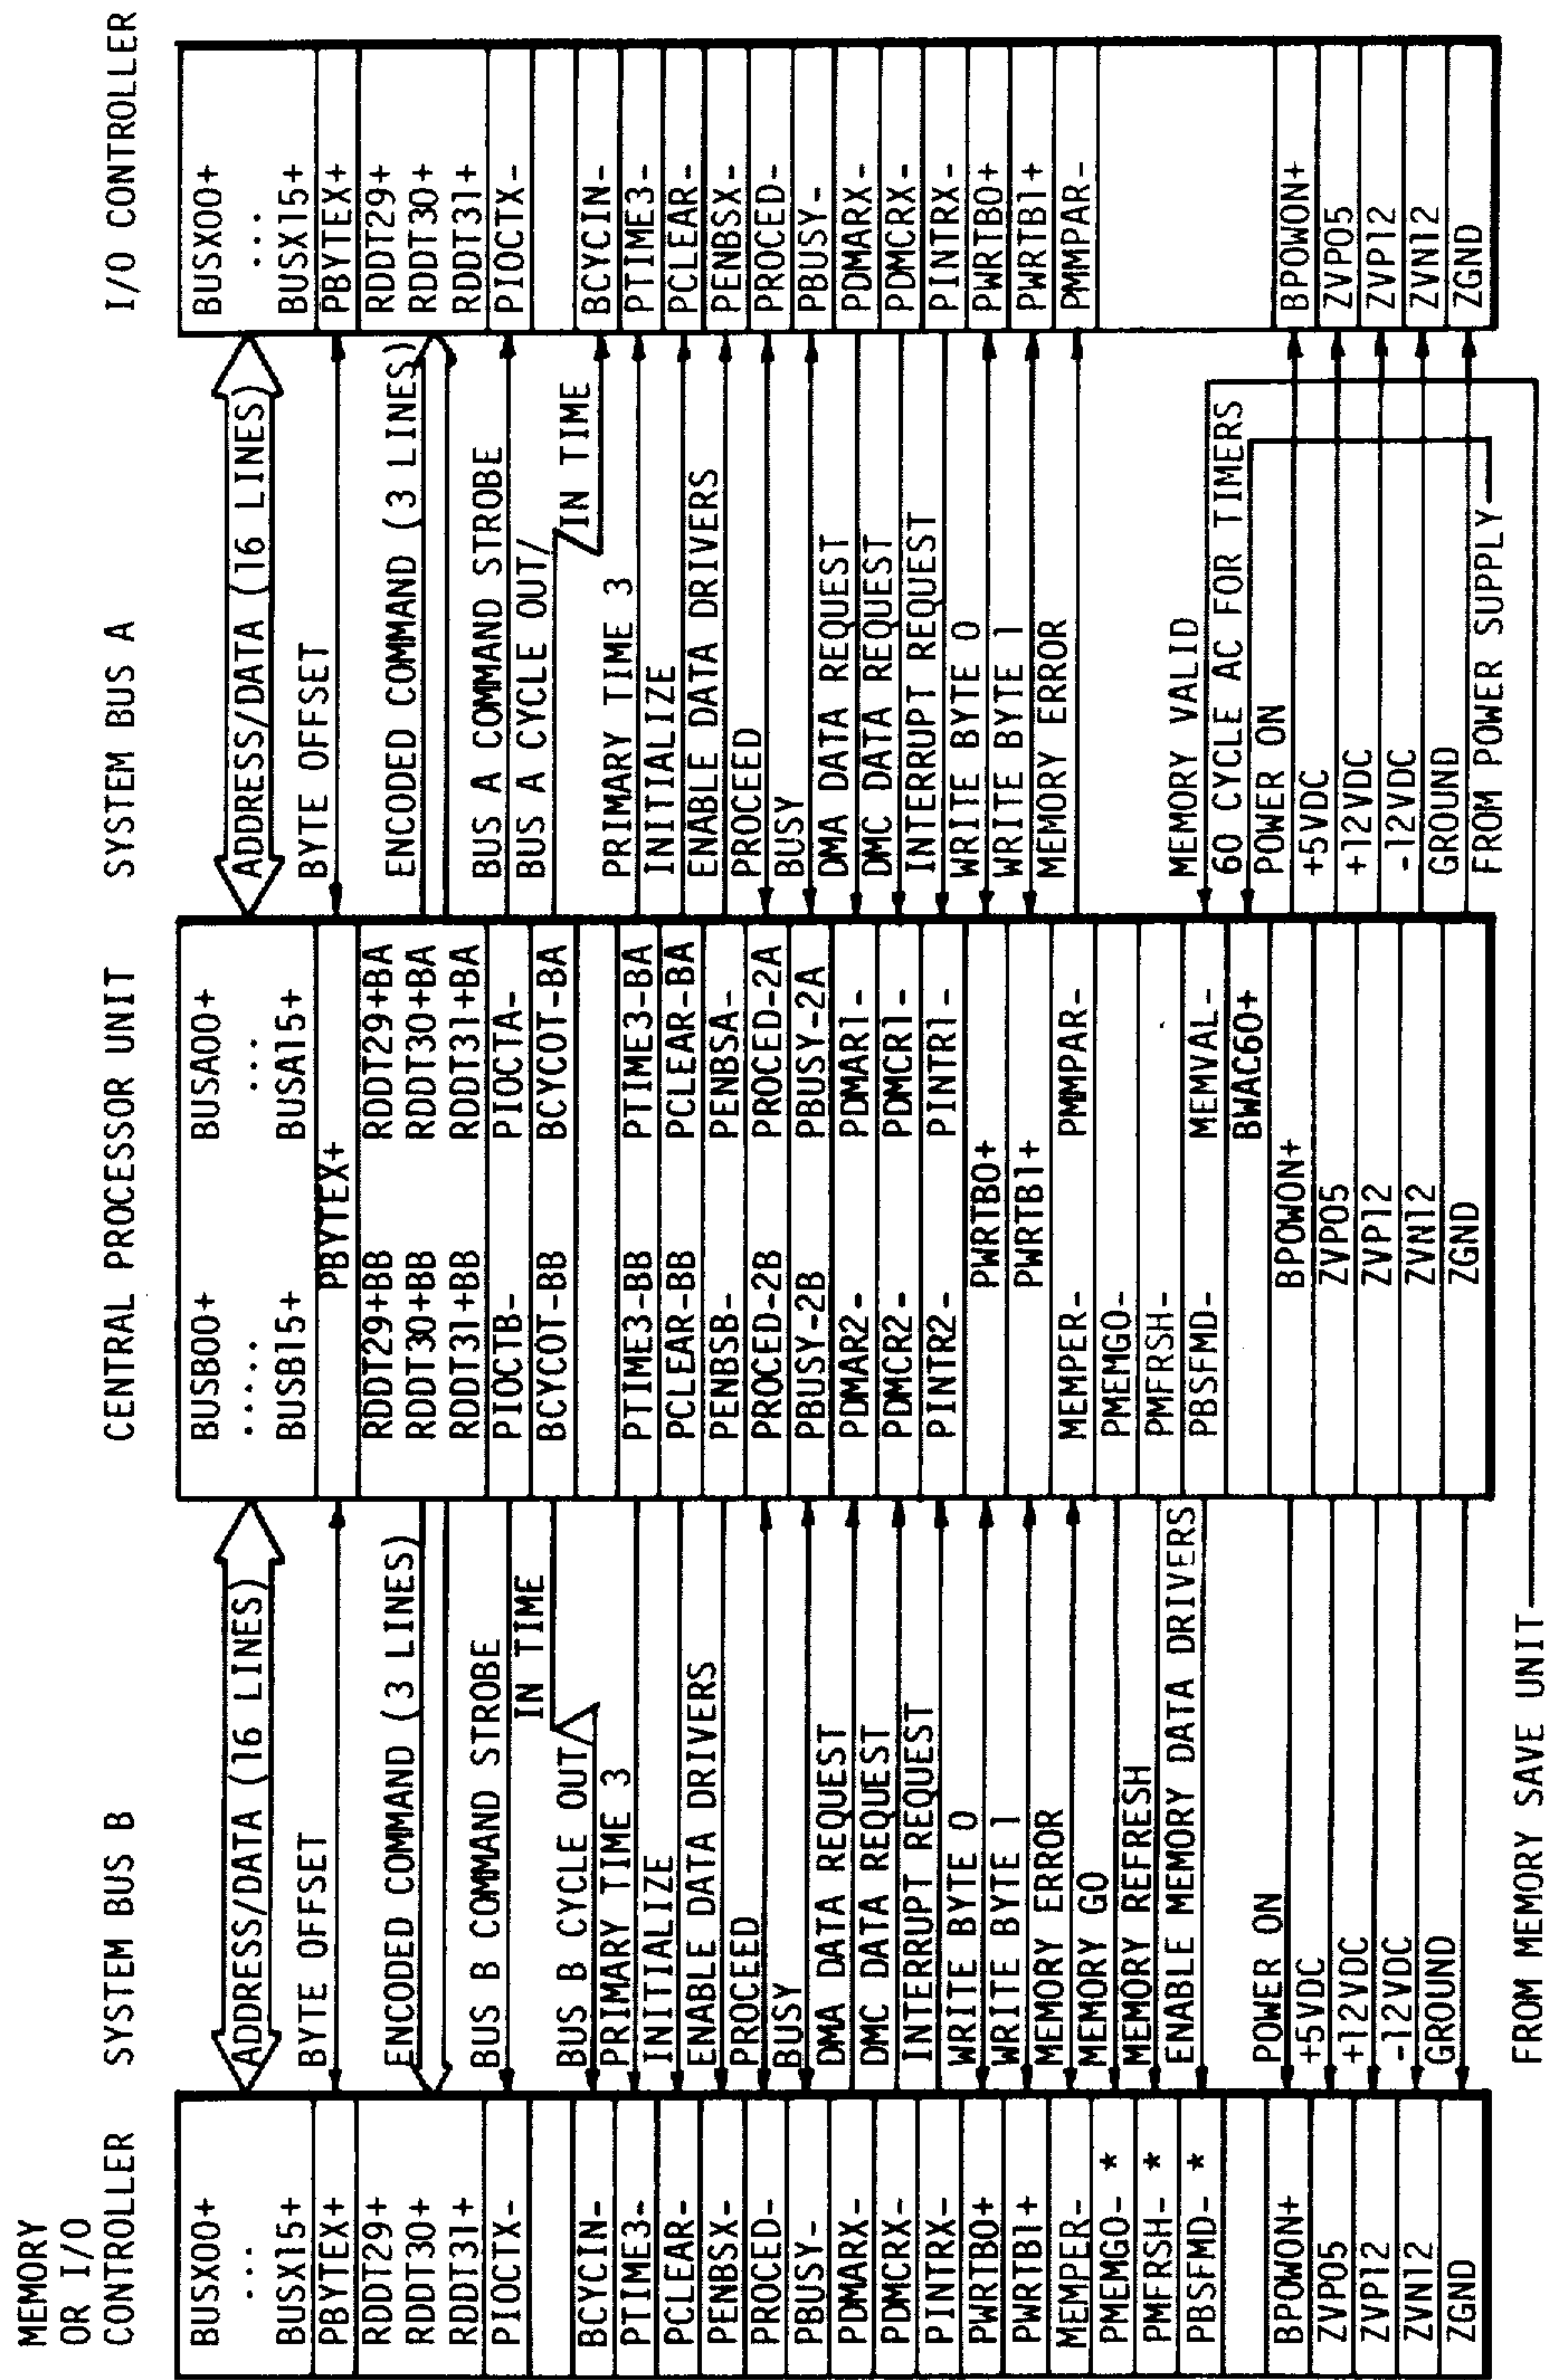 MEMORY
OR I/O
CONTROLLER
SYSTEM BUS B
CENTRAL PROCESSOR UNIT
SYSTEM BUS A
I/O CONTROLLER
BUSX00+
...
BUSX15+
PBYTEX+
RDDT29+
RDDT30+
RDDT31+
PIOCTX-
BCYCIN-
PTIME3-
PCLEAR-
PENBSX-
PROCED-
PBUSY-
PDMARX-
PDMCRX-
PINTRX-
PWRTB0+
PWRTB1+
MEMPER-
PMEMGO- *
PMFRSH- *
PBSFMD- *
BPOWON+
ZVP05
ZVP12
ZVN12
ZGND
ADDRESS/DATA (16 LINES)
BYTE OFFSET
ENCODED COMMAND (3 LINES)
BUS B COMMAND STROBE
IN TIME
BUS B CYCLE OUT/
PRIMARY TIME 3
INITIALIZE
ENABLE DATA DRIVERS
PROCEED
BUSY
DMA DATA REQUEST
DMC DATA REQUEST
INTERRUPT REQUEST
WRITE BYTE 0
WRITE BYTE 1
MEMORY ERROR
MEMORY GO
MEMORY REFRESH
ENABLE MEMORY DATA DRIVERS
POWER ON
+5VDC
+12VDC
-12VDC
GROUND
FROM MEMORY SAVE UNIT
BUSB00+ BUSA00+
.... ...
BUSB15+ BUSA15+
PBYTEX+
RDDT29+BB RDDT29+BA
RDDT30+BB RDDT30+BA
RDDT31+BB RDDT31+BA
PIOCTB- PIOCTA-
BCYCOT-BB BCYCOT-BA
PTIME3-BB PTIME3-BA
PCLEAR-BB PCLEAR-BA
PENBSB- PENBSA-
PROCED-2B PROCED-2A
PBUSY-2B PBUSY-2A
PDMAR2- PDMAR1-
PDMCR2- PDMCR1-
PINTR2- PINTR1-
PWRTB0+
PWRTB1+
MEMPER- PMMPAR-
PMEMGO-
PMFRSH-
PBSFMD- MEMVAL-
BWAC60+
BPOWON+
ZVP05
ZVP12
ZVN12
ZGND
ADDRESS/DATA (16 LINES)
BYTE OFFSET
ENCODED COMMAND (3 LINES)
BUS A COMMAND STROBE
BUS A CYCLE OUT/
IN TIME
PRIMARY TIME 3
INITIALIZE
ENABLE DATA DRIVERS
PROCEED
BUSY
DMA DATA REQUEST
DMC DATA REQUEST
INTERRUPT REQUEST
WRITE BYTE 0
WRITE BYTE 1
MEMORY ERROR
MEMORY VALID
60 CYCLE AC FOR TIMERS
POWER ON
+5VDC
+12VDC
-12VDC
GROUND
FROM POWER SUPPLY
BUSX00+
...
BUSX15+
PBYTEX+
RDDT29+
RDDT30+
RDDT31+
PIOCTX-
BCYCIN-
PTIME3-
PCLEAR-
PENBSX-
PROCED-
PBUSY-
PDMARX-
PDMCRX-
PINTRX-
PWRTB0+
PWRTB1+
PMMPAR-
BPOWON+
ZVP05
ZVP12
ZVN12
ZGND